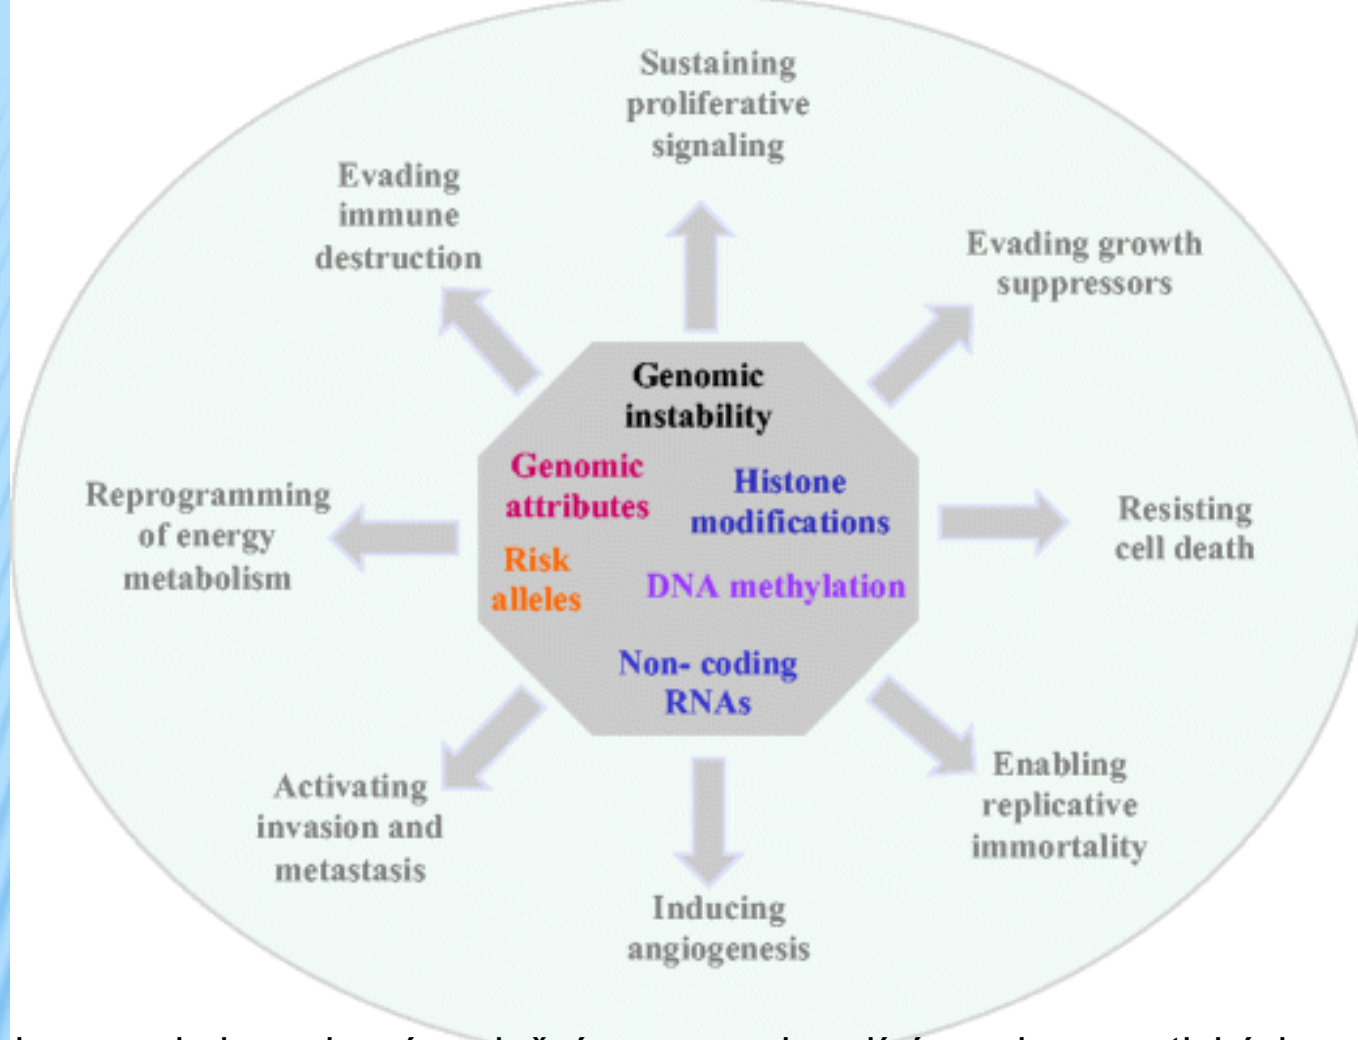 Sustaining
proliferative
signaling
Evading
immune
destruction
Evading growth
suppressors
Genomic
instability
Genomic
attributes
Histone
modifications
Reprogramming
of energy
metabolism
Resisting
cell death
Risk
alleles
DNA methylation
Non- coding
RNAs
Activating
invasion and
metastasis
Enabling
replicative
immortality
Inducing
angiogenesis